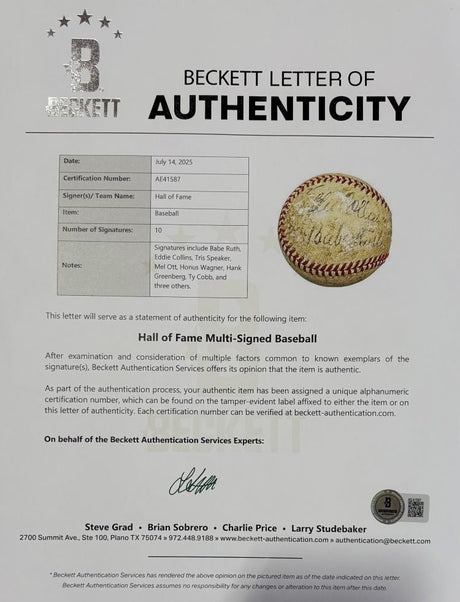 B
BECKETT
BECKETT LETTER OF
AUTHENTICITY
Date: July 14, 2025
Certification Number: AE41587
Signer(s)/ Team Name: Hall of Fame
Item: Baseball
Number of Signatures: 10
Notes: Signatures include Babe Ruth,
Eddie Collins, Tris Speaker,
Mel Ott, Honus Wagner, Hank
Greenberg, Ty Cobb, and
three others.
This letter will serve as a statement of authenticity for the following item:
Hall of Fame Multi-Signed Baseball
After examination and consideration of multiple factors common to known exemplars of the
signature(s), Beckett Authentication Services offers its opinion that the item is authentic.
As part of the authentication process, your authentic item has been assigned a unique alphanumeric
certification number, which can be found on the tamper-evident label affixed to either the item or on
this letter of authenticity. Each certification number can be verified at beckett-authentication.com.
BECKETT
On behalf of the Beckett Authentication Services Experts:
Steve Grad • Brian Sobrero • Charlie Price • Larry Studebaker
2700 Summit Ave., Ste 100, Plano TX 75074 » 972.448.9188 » www.beckett-authentication.com » authentication@beckett.com
* Beckett Authentication Services has rendered the above opinion on the pictured item as of the date indicated on this letter.
Beckett Authentication Services assumes no responsibility for any changes or alteration to this item after this date.